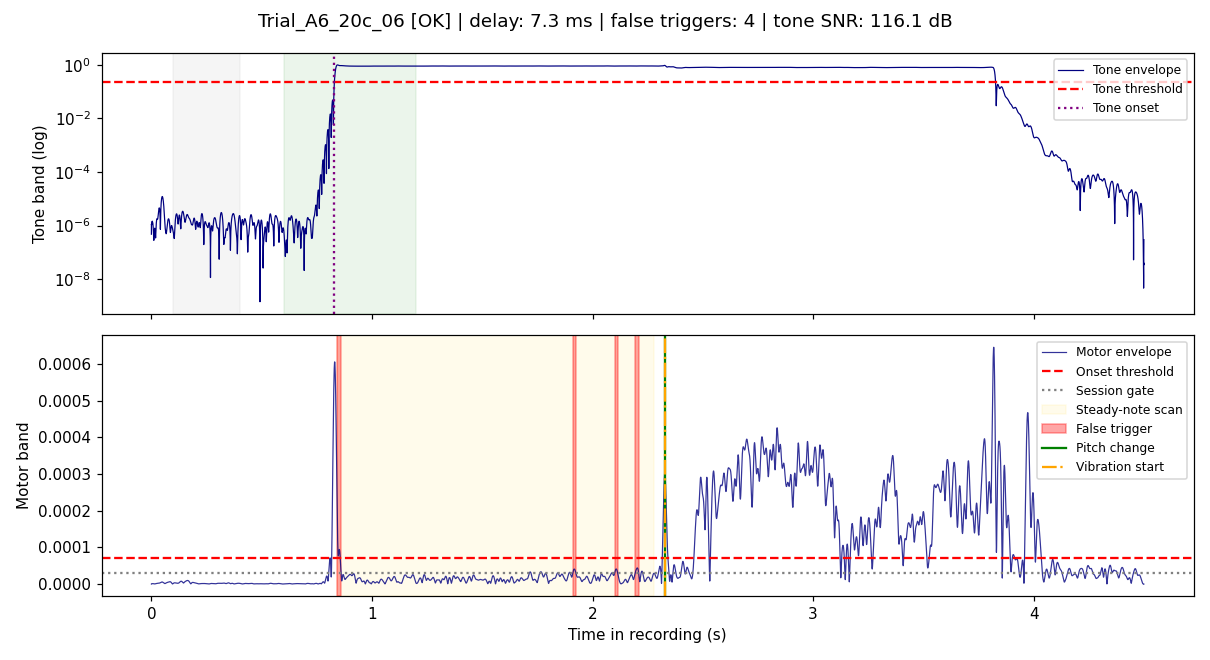 Trial_A6_20c_06 [OK] | delay: 7.3 ms | false triggers: 4 | tone SNR: 116.1 dB
Tone band (log)
10⁰
10⁻²
10⁻⁴
10⁻⁶
10⁻⁸
Tone envelope
Tone threshold
Tone onset
Motor band
0.0006
0.0005
0.0004
0.0003
0.0002
0.0001
0.0000
Motor envelope
Onset threshold
Session gate
Steady-note scan
False trigger
Pitch change
Vibration start
0 1 2 3 4
Time in recording (s)